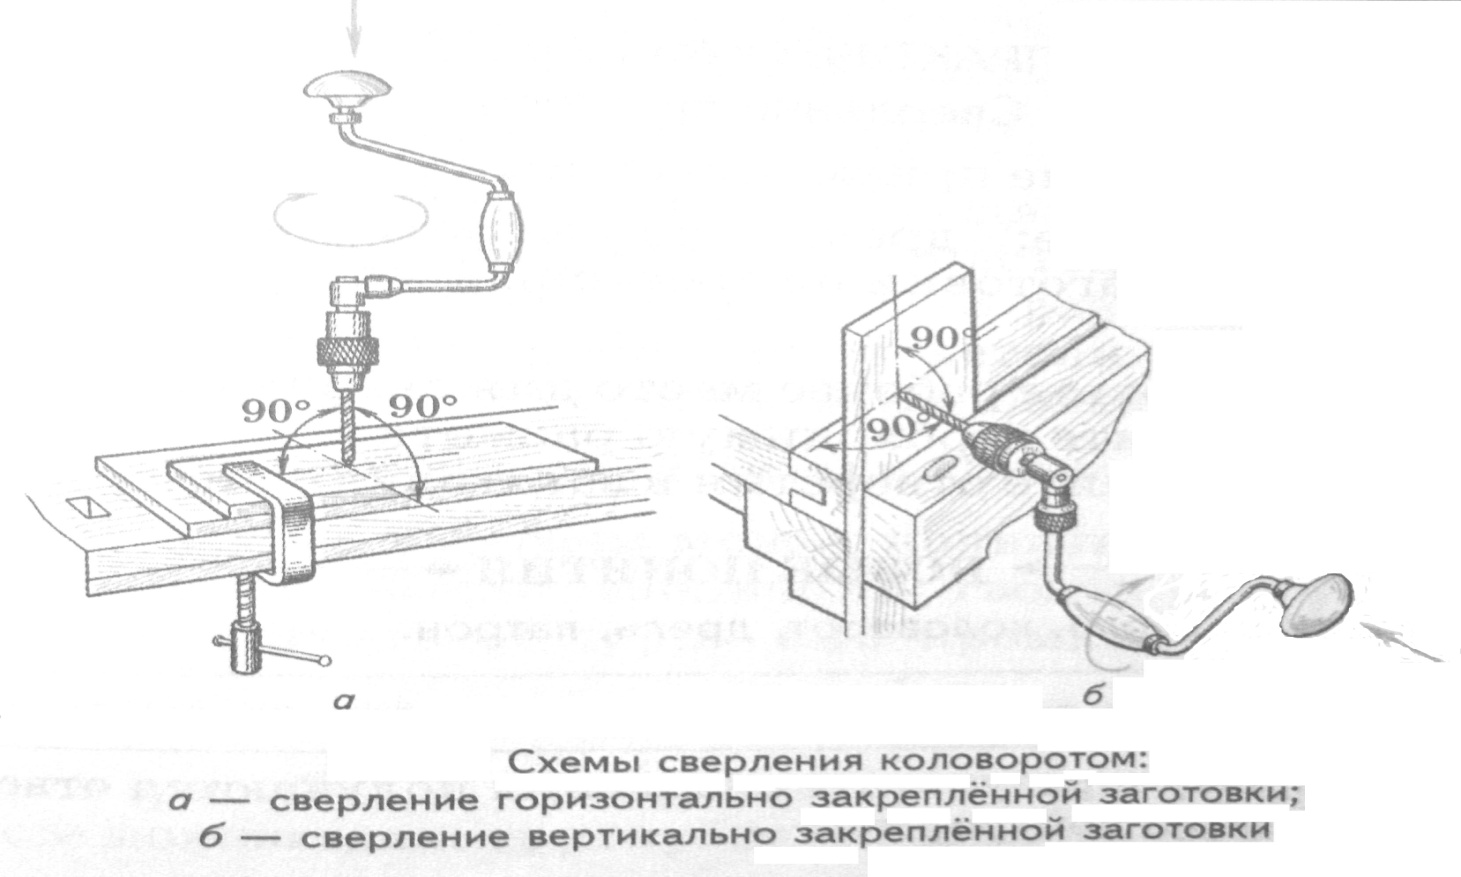 90° 90°
90°
90°
а
б
Схемы сверления коловоротом:
а — сверление горизонтально закреплённой заготовки;
б — сверление вертикально закреплённой заготовки